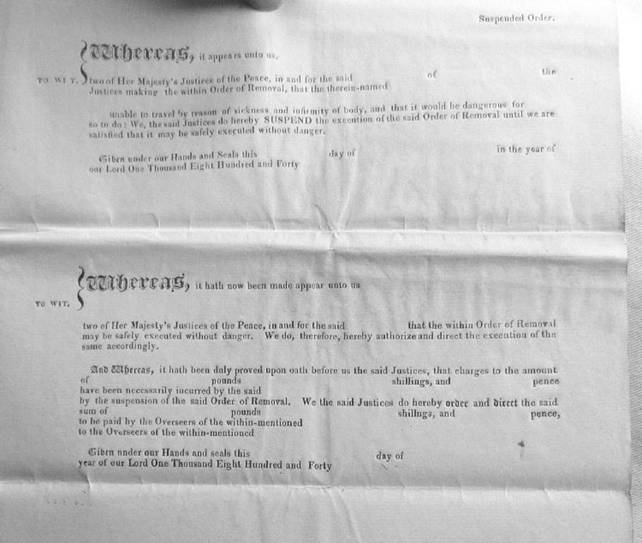 Suspended Order.
Whereas, it appears unto us,
TO WIT.
two of Her Majesty's Justices of the Peace, in and for the said of the
Justices making the within Order of Removal, that the therein-named
unable to travel by reason of sickness and infirmity of body, and that it would be dangerous for
so to do; We, the said Justices do hereby SUSPEND the execution of the said Order of Removal until we are
satisfied that it may be safely executed without danger.
Given under our Hands and Seals this day of in the year of
our Lord One Thousand Eight Hundred and Forty
Whereas, it hath now been made appear unto us
TO WIT.
two of Her Majesty's Justices of the Peace, in and for the said that the within Order of Removal
may be safely executed without danger. We do, therefore, hereby authorize and direct the execution of the
same accordingly.
And Whereas, it hath been duly proved upon oath before us the said Justices, that charges to the amount
of pounds shillings, and pence
have been necessarily incurred by the said
by the suspension of the said Order of Removal. We the said Justices do hereby order and direct the said
sum of pounds shillngs, and pence,
to be paid by the Overseers of the within-mentioned
to the Overseers of the within-mentioned
Given under our Hands and seals this day of
year of our Lord One Thousand Eight Hundred and Forty